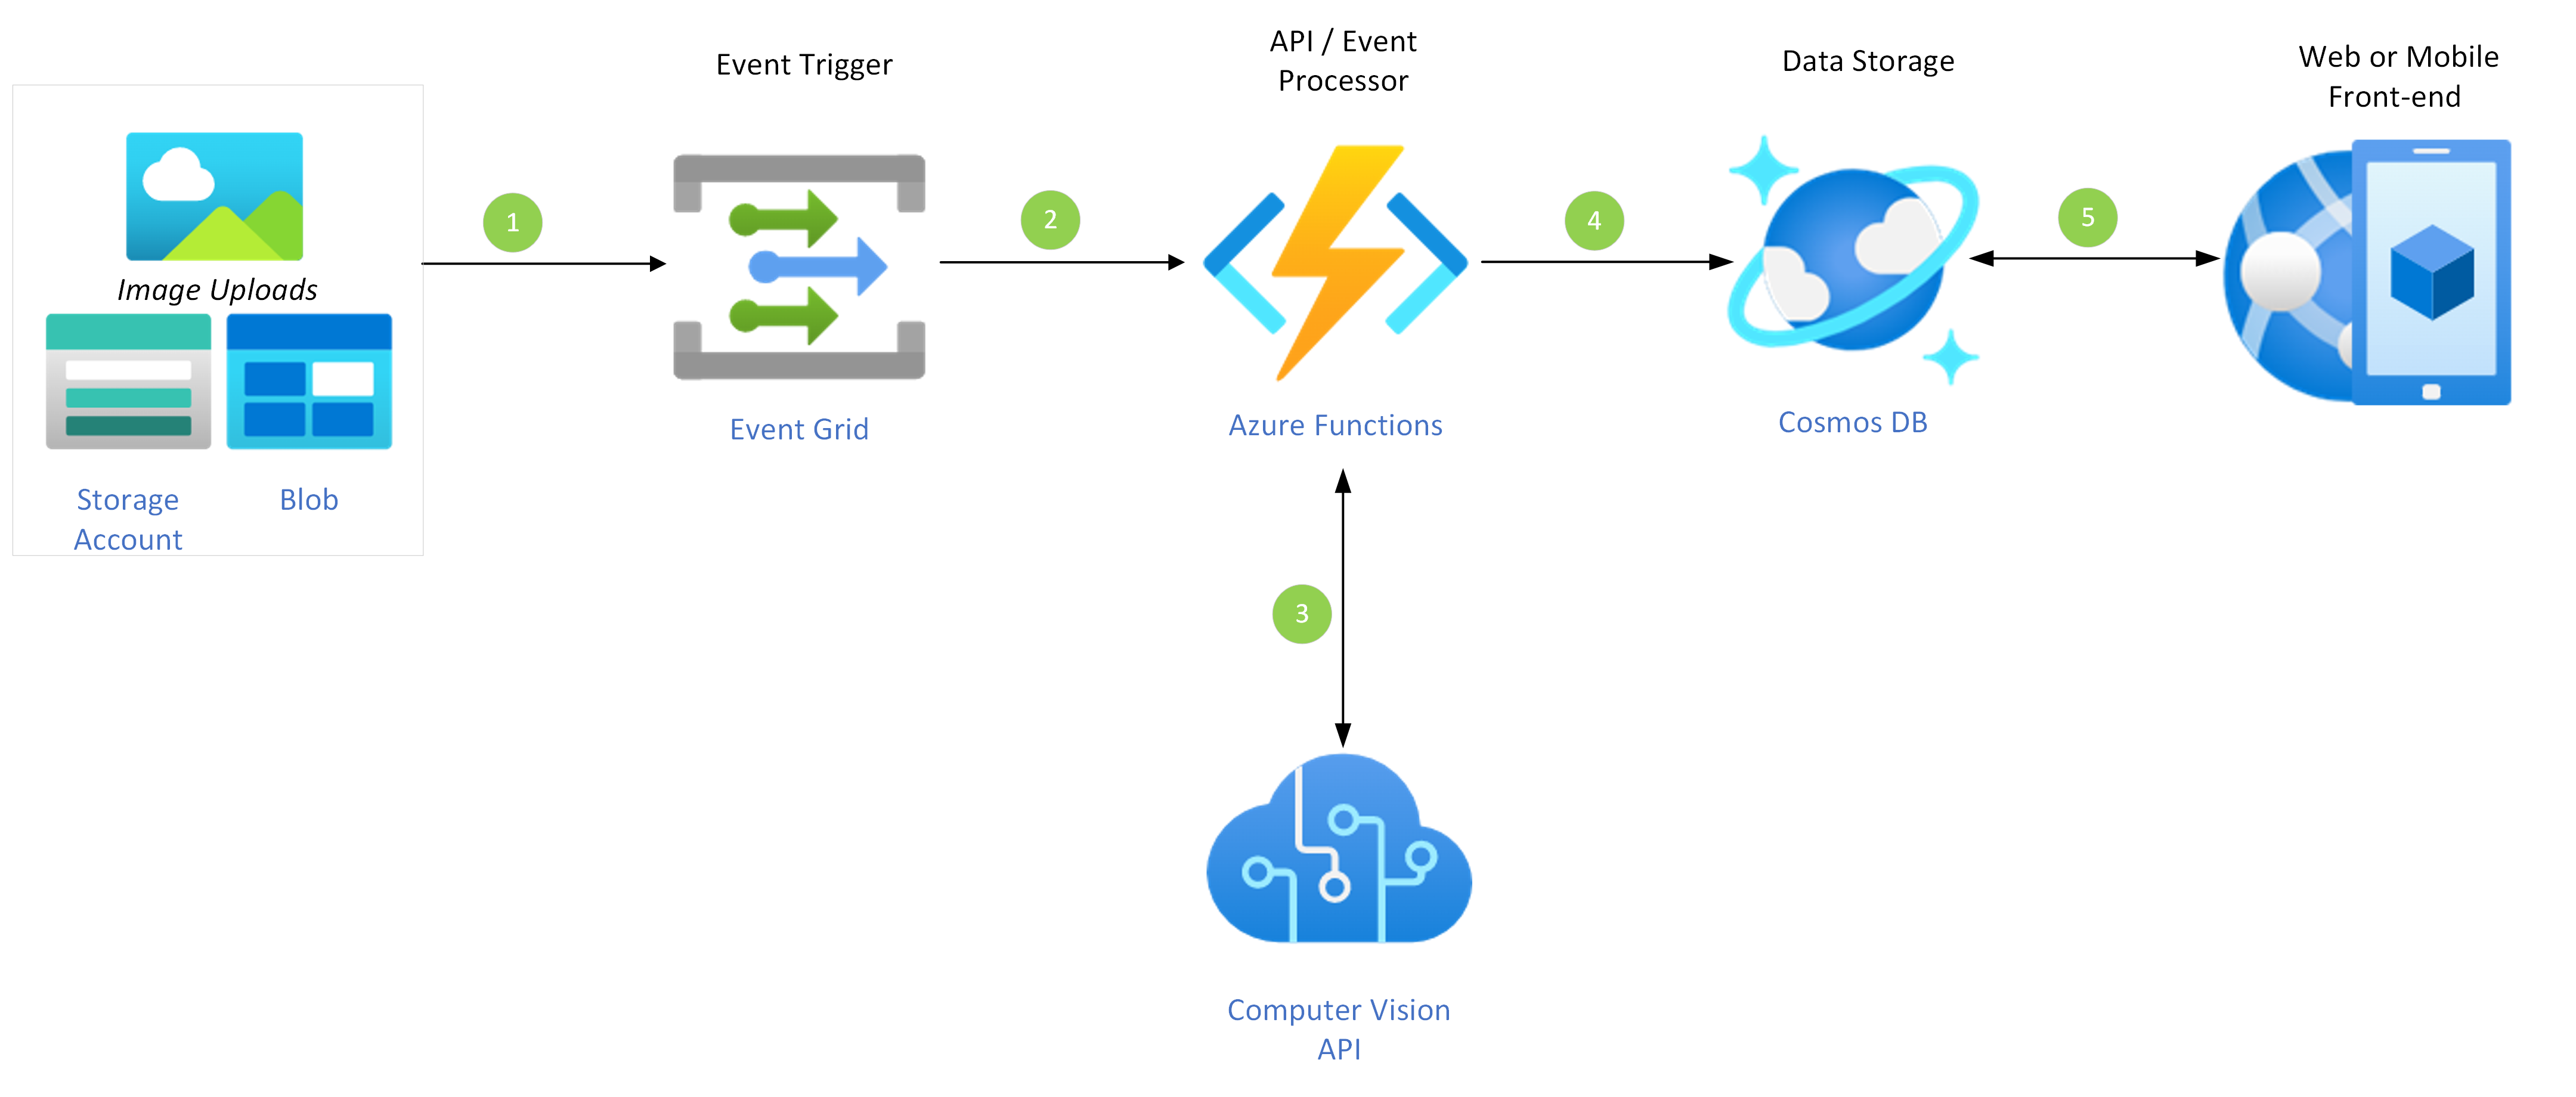 Event Trigger
API / Event
Processor
Data Storage
Web or Mobile
Front-end
Image Uploads
Storage
Account
Blob
1
Event Grid
2
Azure Functions
4
Cosmos DB
5
3
Computer Vision
API